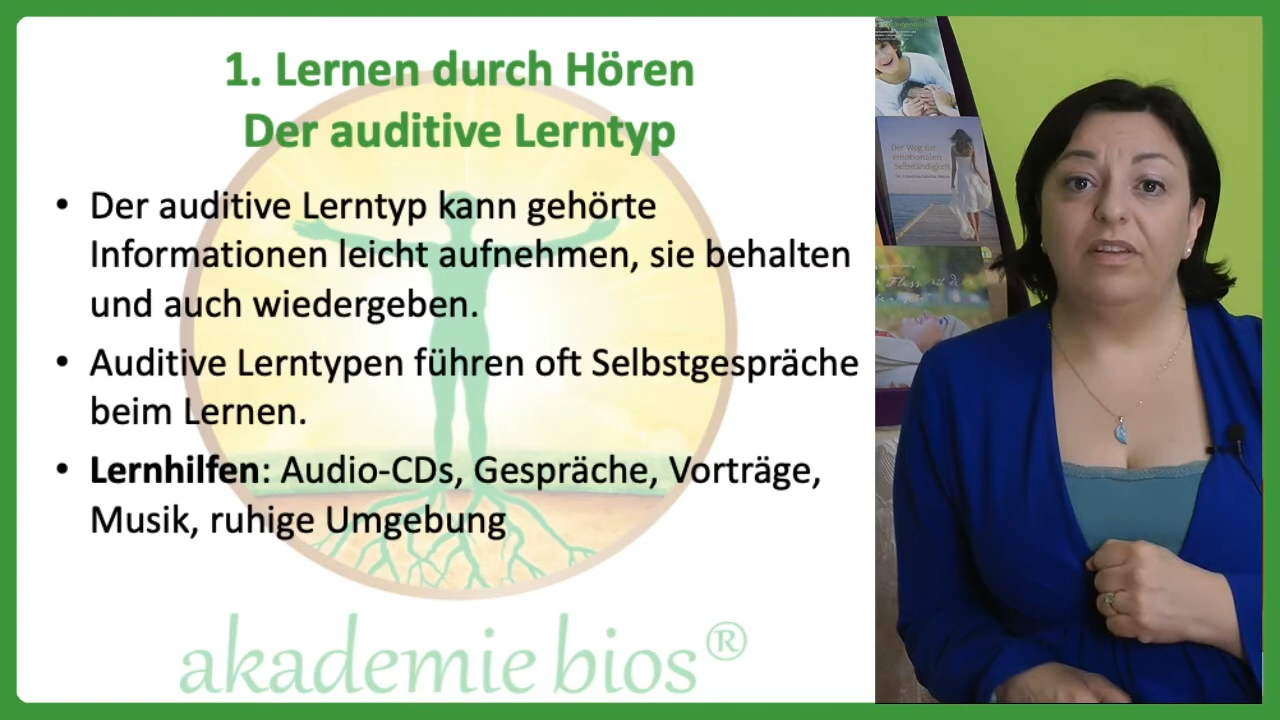 1. Lernen durch Hören
Der auditive Lerntyp
• Der auditive Lerntyp kann gehörte
Informationen leicht aufnehmen, sie behalten
und auch wiedergeben.
• Auditive Lerntypen führen oft Selbstgespräche
beim Lernen.
• Lernhilfen: Audio-CDs, Gespräche, Vorträge,
Musik, ruhige Umgebung
akademie bios®
Der Weg zur
emotionalen
Selbständigkeit